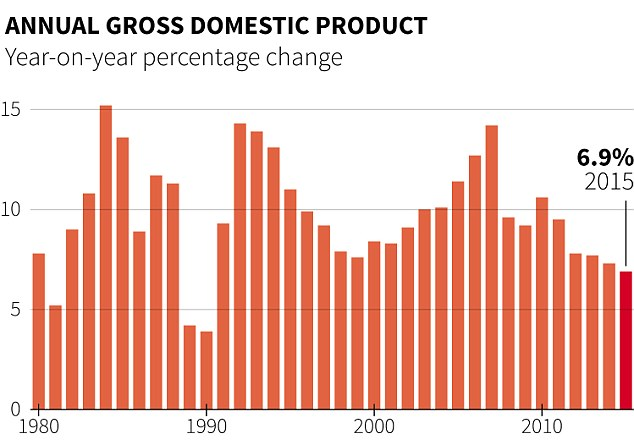 ANNUAL GROSS DOMESTIC PRODUCT
Year-on-year percentage change
15
6.9%
2015
10
5
0
1980 1990 2000 2010